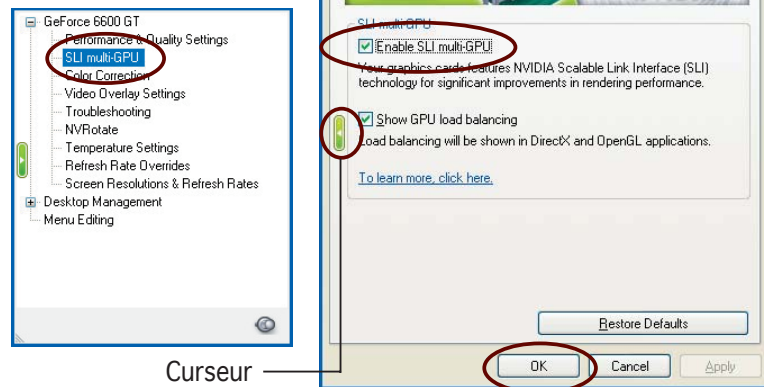 GeForce 6600 GT
Performance & Quality Settings
SLI multi-GPU
Color Correction
Video Overlay Settings
Troubleshooting
NVRotate
Temperature Settings
Refresh Rate Overrides
Screen Resolutions & Refresh Rates
Desktop Management
Menu Editing
SLI multi-GPU
Enable SLI multi-GPU
Your graphics cards features NVIDIA Scalable Link Interface (SLI)
technology for significant improvements in rendering performance.
Show GPU load balancing
Load balancing will be shown in DirectX and OpenGL applications.
To learn more, click here.
Restore Defaults
OK Cancel Apply
Curseur